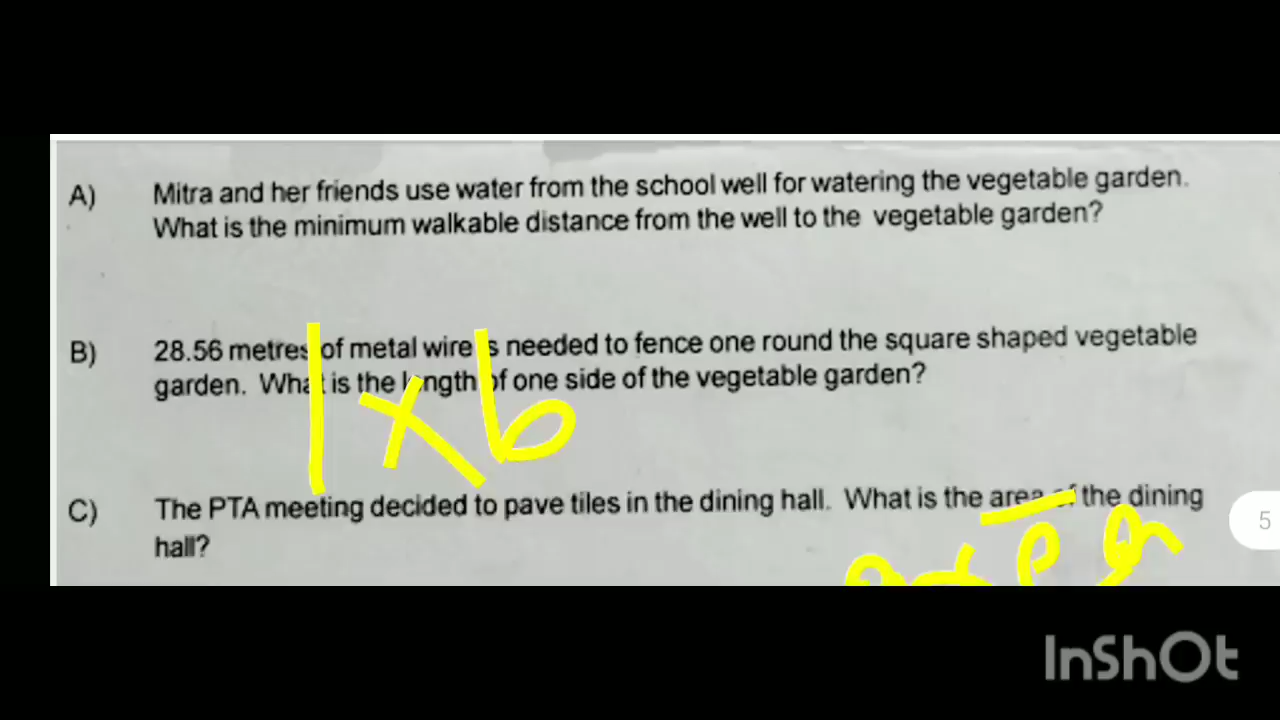 A) Mitra and her friends use water from the school well for watering the vegetable garden.
What is the minimum walkable distance from the well to the vegetable garden?
B) 28.56 metres of metal wire is needed to fence one round the square shaped vegetable
garden. What is the length of one side of the vegetable garden?
l x b
C) The PTA meeting decided to pave tiles in the dining hall. What is the area of the dining
hall?
5
InShOt